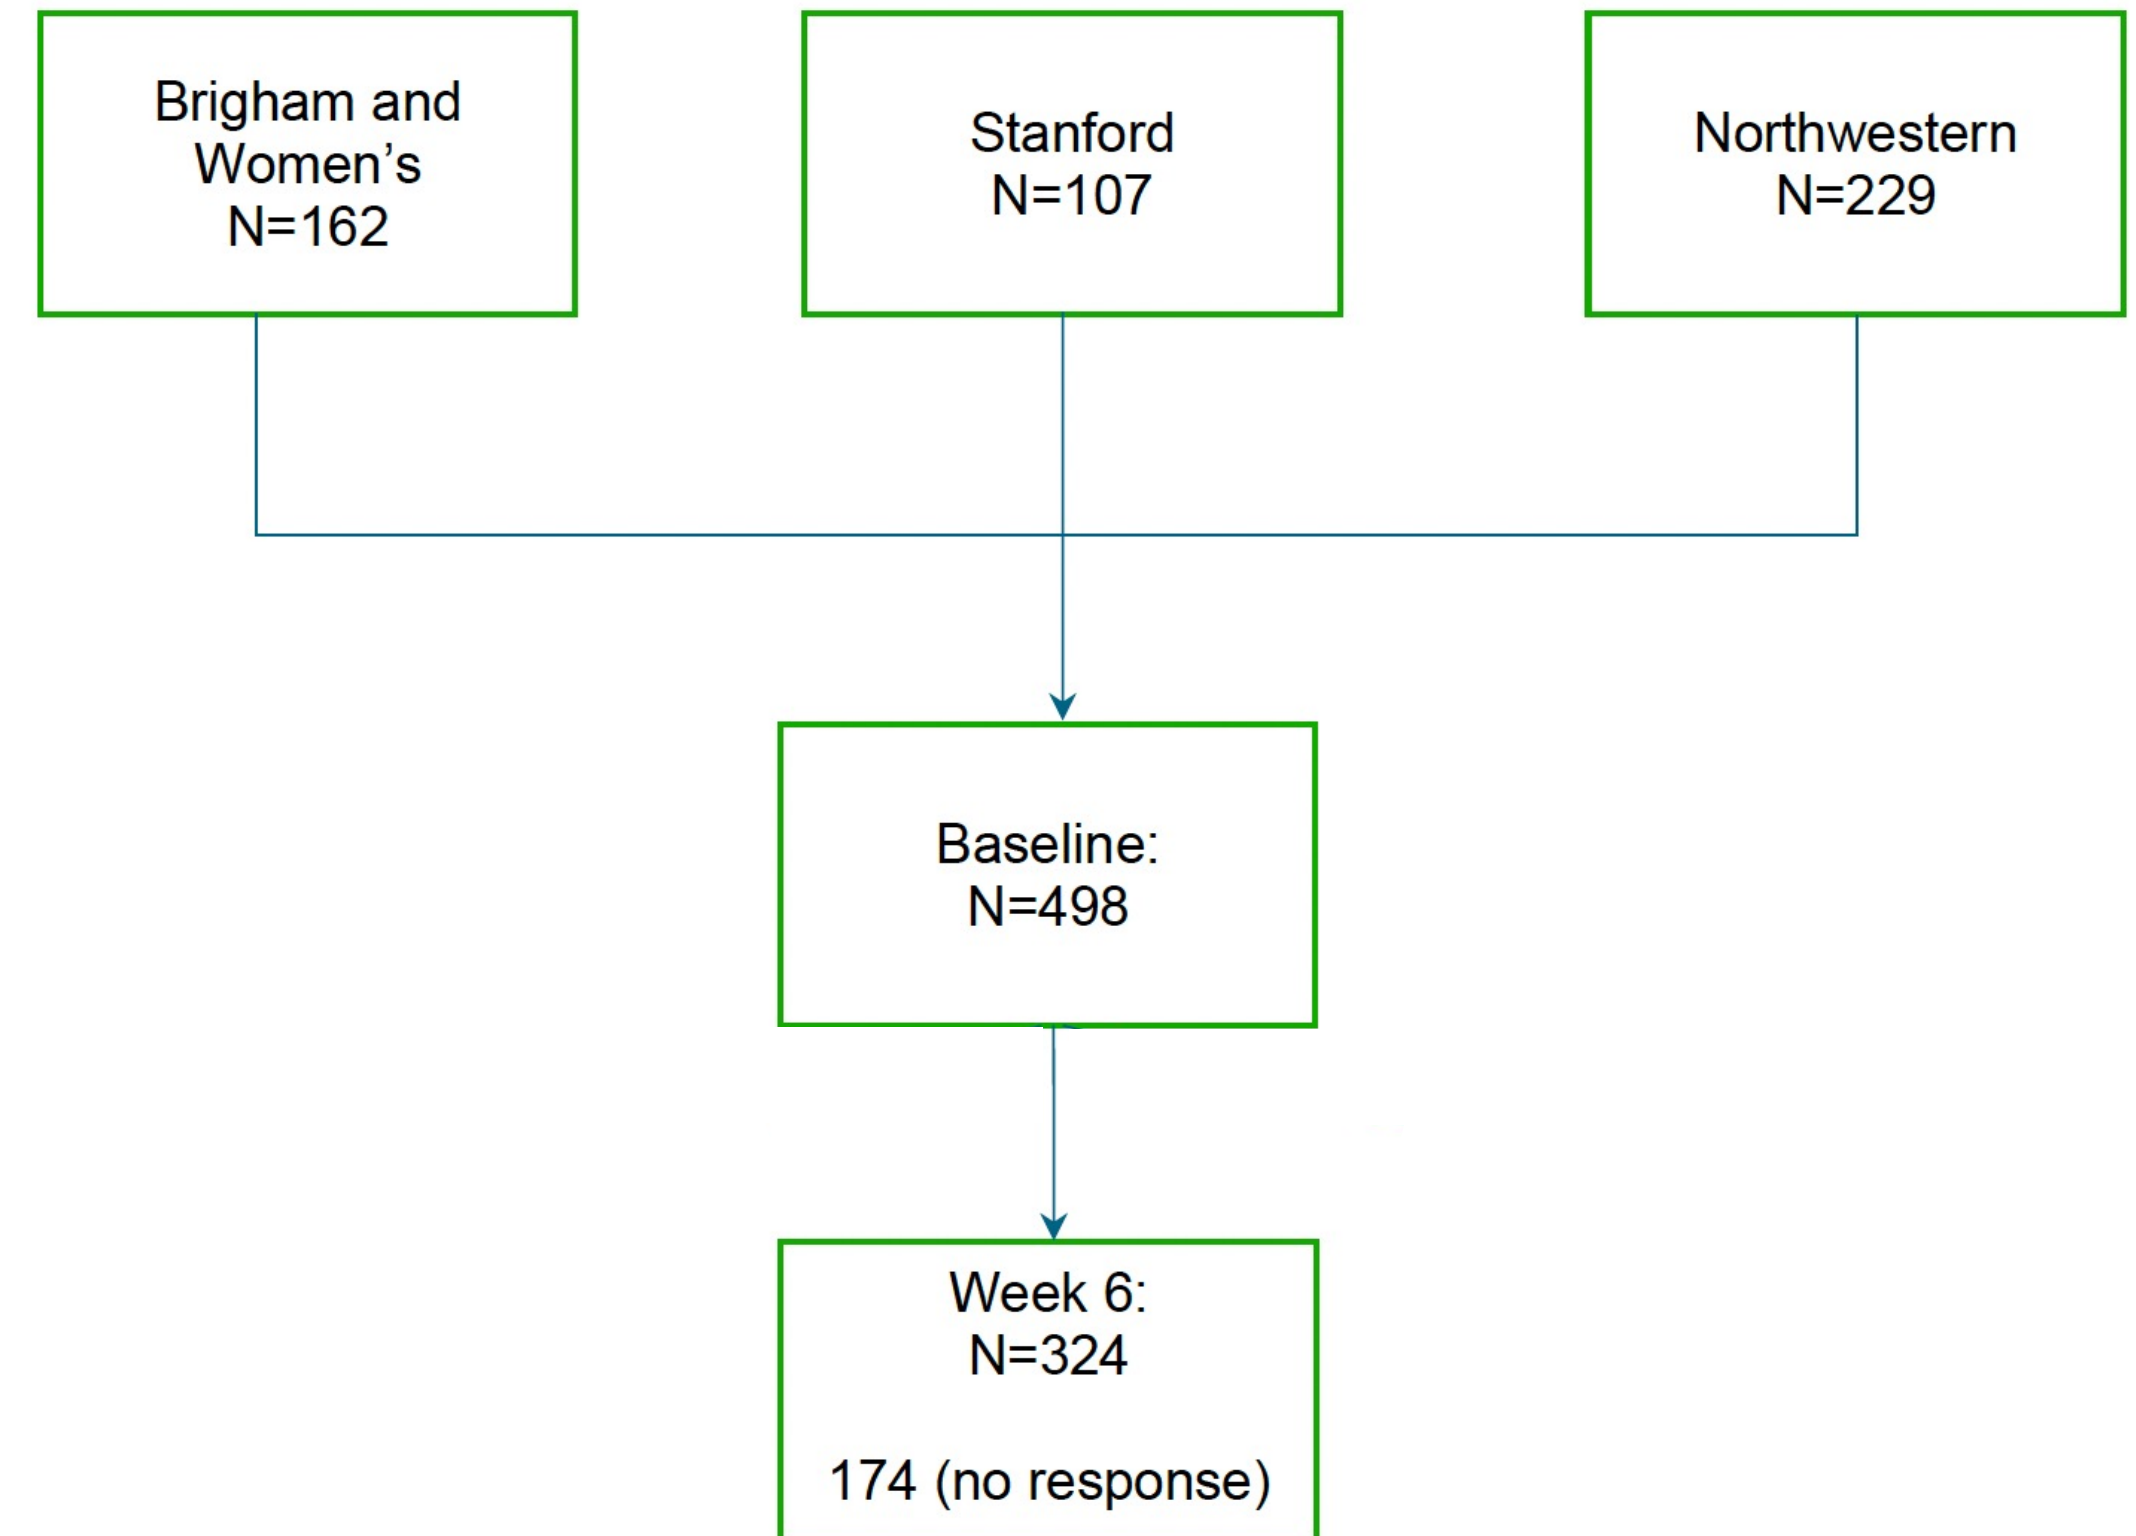 Brigham and
Women’s
N=162
Stanford
N=107
Northwestern
N=229
Baseline:
N=498
Week 6:
N=324
174 (no response)